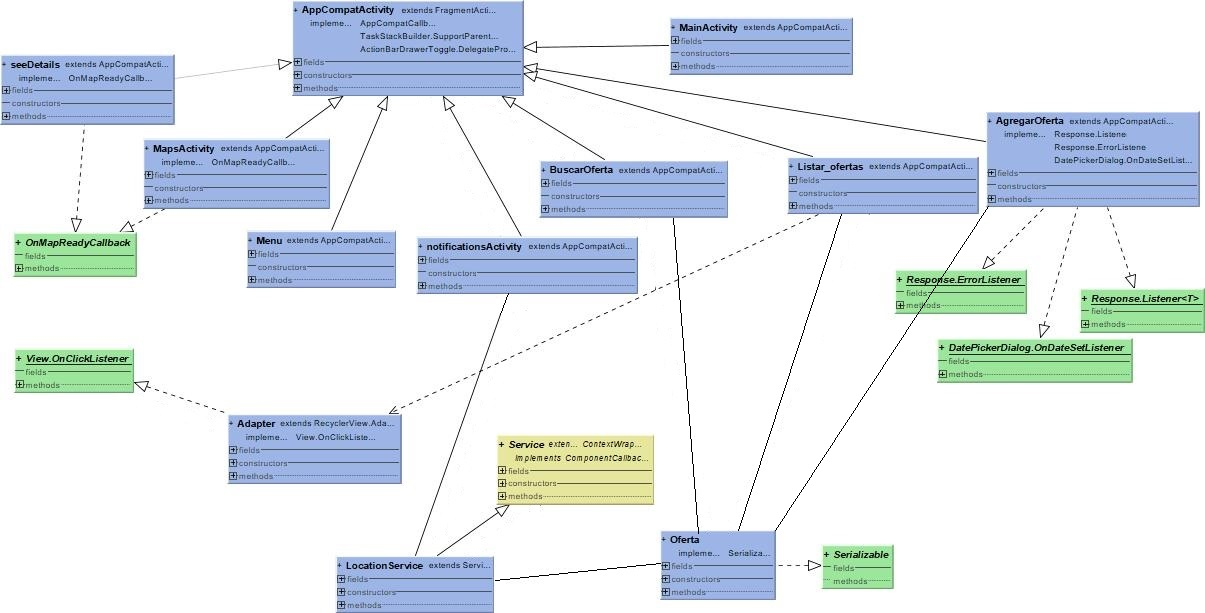 + AppCompatActivity extends FragmentActi...
impleme... AppCompatCallb...
TaskStackBuilder.SupportParent...
ActionBarDrawerToggle.DelegatePro...
fields
constructors
methods
+ MainActivity extends AppCompatActi...
fields
constructors
methods
+ seeDetails extends AppCompatActi...
impleme... OnMapReadyCallb...
fields
constructors
methods
+ AgregarOferta extends AppCompatActi...
impleme... Response.Listene
Response.ErrorListene
DatePickerDialog.OnDateSetList...
fields
constructors
methods
+ MapsActivity extends AppCompatActi...
impleme... OnMapReadyCallb...
fields
constructors
methods
+ BuscarOferta extends AppCompatActi...
fields
constructors
methods
+ Listar_ofertas extends AppCompatActi...
fields
constructors
methods
+ OnMapReadyCallback
fields
methods
+ Menu extends AppCompatActi...
fields
constructors
methods
+ notificationsActivity extends AppCompatActi...
fields
constructors
methods
+ Response.ErrorListener
fields
methods
+ Response.Listener<T>
fields
methods
+ DatePickerDialog.OnDateSetListener
fields
methods
+ View.OnClickListener
fields
methods
+ Adapter extends RecyclerView.Ada...
impleme... View.OnClickListe...
fields
constructors
methods
+ Service exten... ContextWrap...
implements ComponentCallbac...
fields
constructors
methods
+ Oferta
impleme... Serializa...
fields
constructors
methods
+ Serializable
fields
methods
+ LocationService extends Servi...
fields
constructors
methods